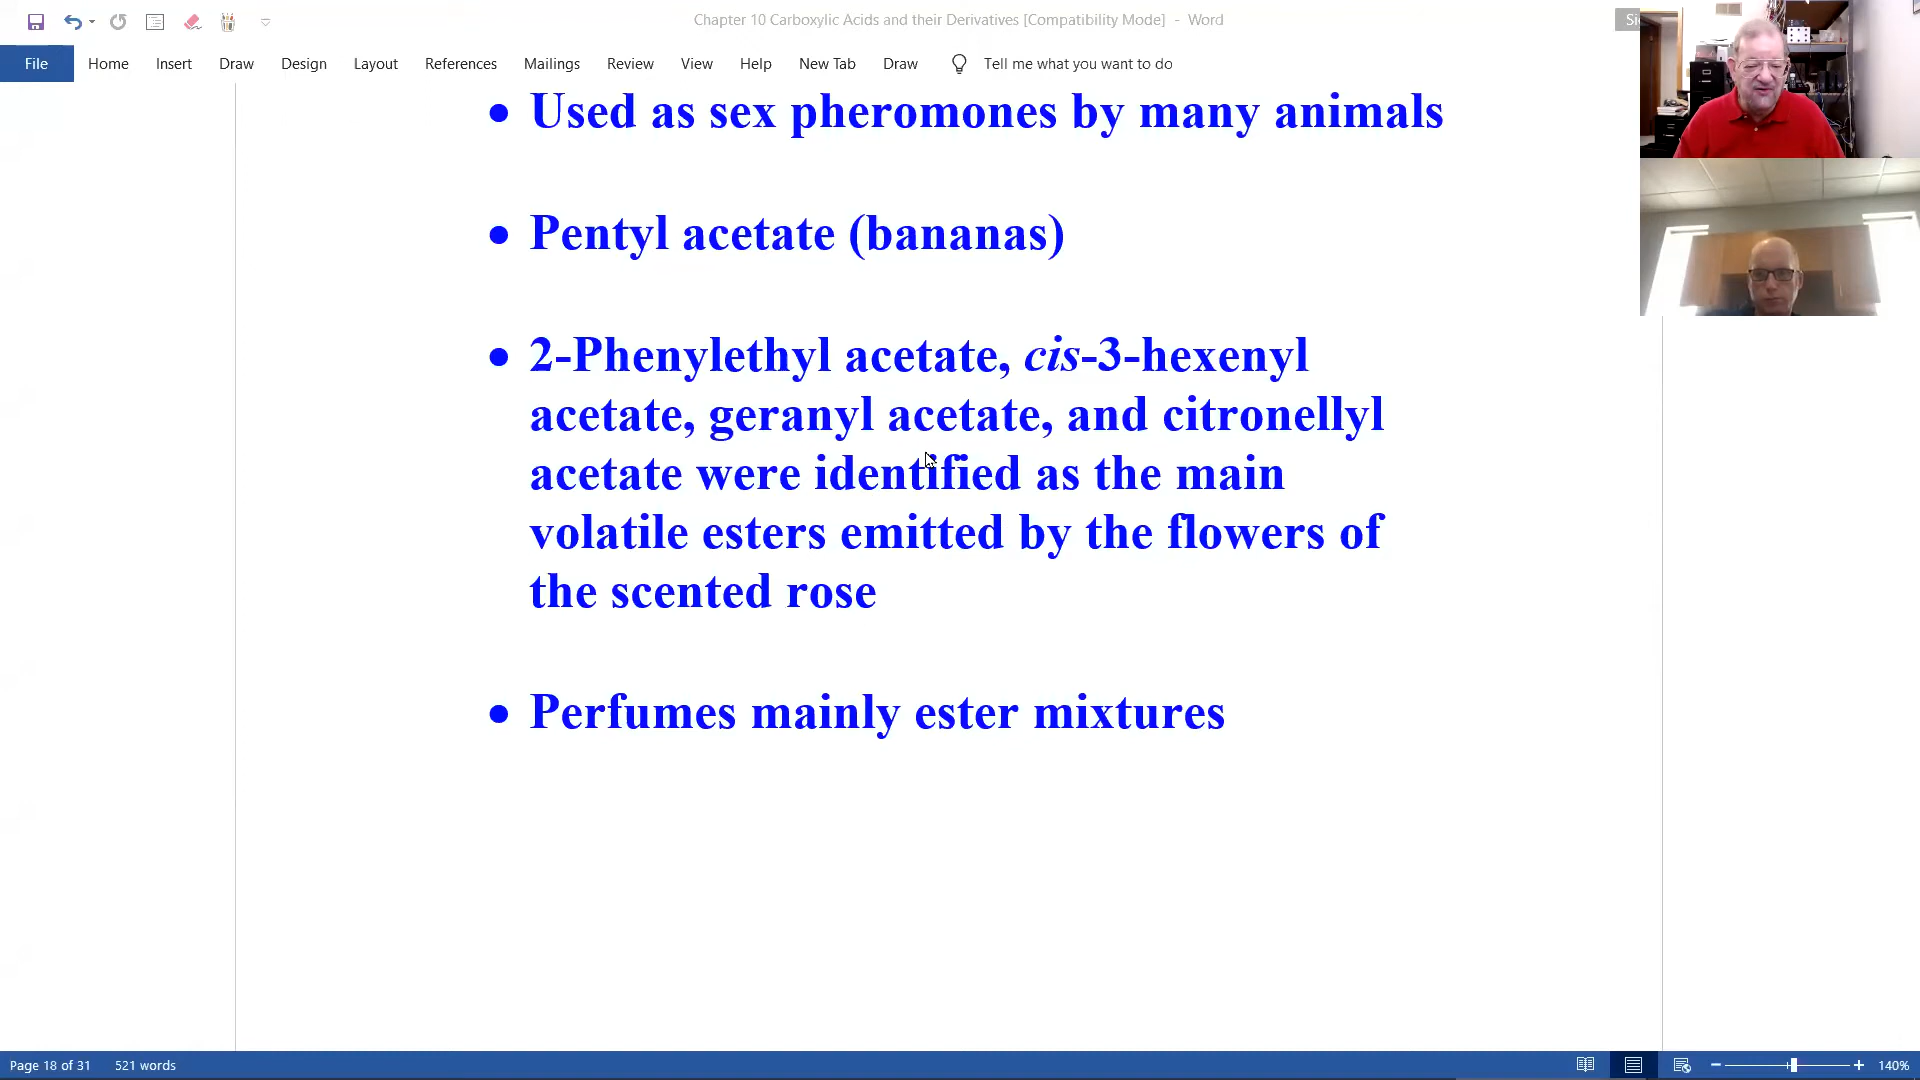 Chapter 10 Carboxylic Acids and their Derivatives [Compatibility Mode] - Word
File Home Insert Draw Design Layout References Mailings Review View Help New Tab Draw Tell me what you want to do
• Used as sex pheromones by many animals
• Pentyl acetate (bananas)
• 2-Phenylethyl acetate, cis-3-hexenyl
acetate, geranyl acetate, and citronellyl
acetate were identified as the main
volatile esters emitted by the flowers of
the scented rose
• Perfumes mainly ester mixtures
Page 18 of 31 521 words 140%